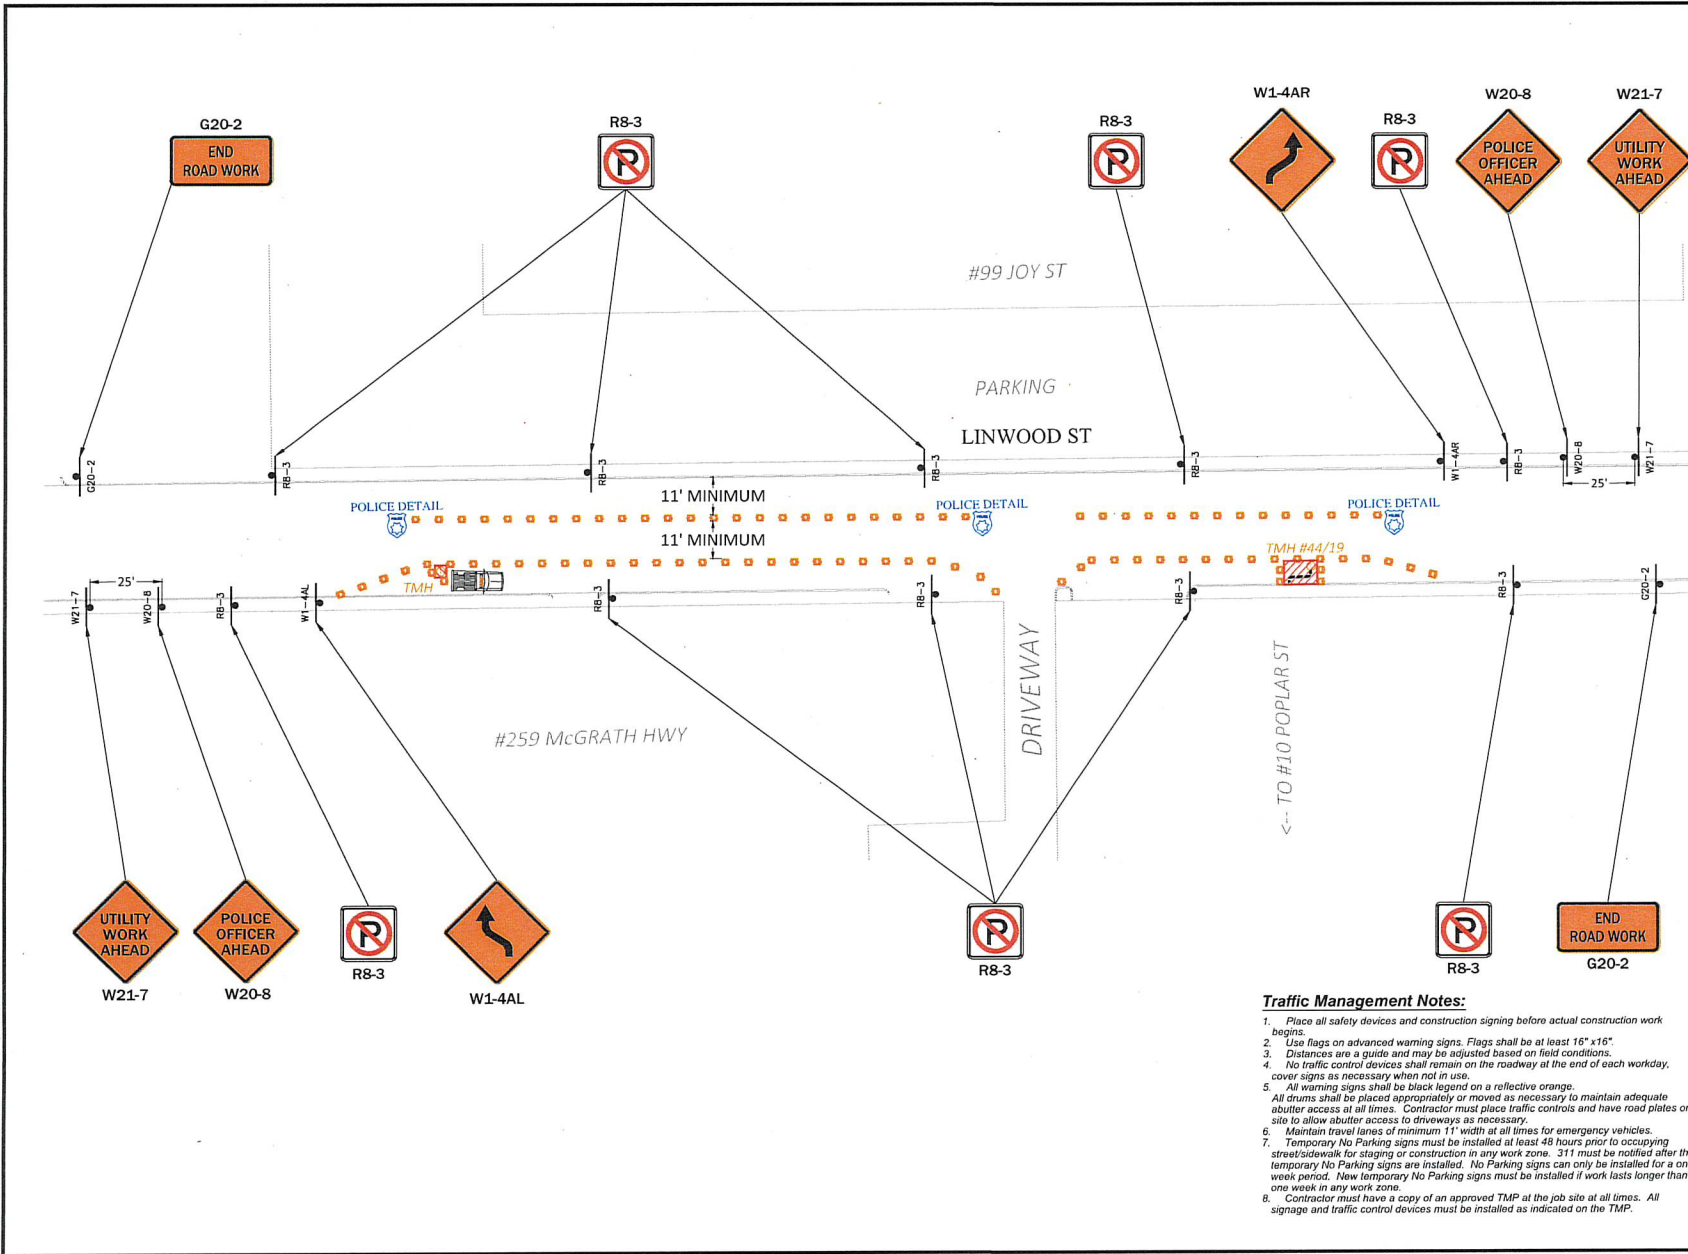 G20-2
END
ROAD WORK
R8-3
R8-3
W1-4AR
R8-3
W20-8
POLICE
OFFICER
AHEAD
W21-7
UTILITY
WORK
AHEAD
#99 JOY ST
PARKING
LINWOOD ST
G20-2
R8-3
R8-3
R8-3
R8-3
W1-4AR
R8-3
W20-8
W21-7
25'
11' MINIMUM
11' MINIMUM
POLICE DETAIL
POLICE DETAIL
POLICE DETAIL
TMH
TMH #44/19
25'
W21-7
W20-8
R8-3
W1-4AL
R8-3
R8-3
R8-3
R8-3
G20-2
#259 McGRATH HWY
DRIVEWAY
<-- TO #10 POPLAR ST
UTILITY
WORK
AHEAD
W21-7
POLICE
OFFICER
AHEAD
W20-8
P
R8-3
W1-4AL
P
R8-3
P
R8-3
END
ROAD WORK
G20-2
Traffic Management Notes:
1. Place all safety devices and construction signing before actual construction work
begins.
2. Use flags on advanced warning signs. Flags shall be at least 16" x16".
3. Distances are a guide and may be adjusted based on field conditions.
4. No traffic control devices shall remain on the roadway at the end of each workday,
cover signs as necessary when not in use.
5. All warning signs shall be black legend on a reflective orange.
All drums shall be placed appropriately or moved as necessary to maintain adequate
abutter access at all times. Contractor must place traffic controls and have road plates on
site to allow abutter access to driveways as necessary.
6. Maintain travel lanes of minimum 11' width at all times for emergency vehicles.
7. Temporary No Parking signs must be installed at least 48 hours prior to occupying
street/sidewalk for staging or construction in any work zone. 311 must be notified after th
temporary No Parking signs are installed. No Parking signs can only be installed for a on
week period. New temporary No Parking signs must be installed if work lasts longer than
one week in any work zone.
8. Contractor must have a copy of an approved TMP at the job site at all times. All
signage and traffic control devices must be installed as indicated on the TMP.